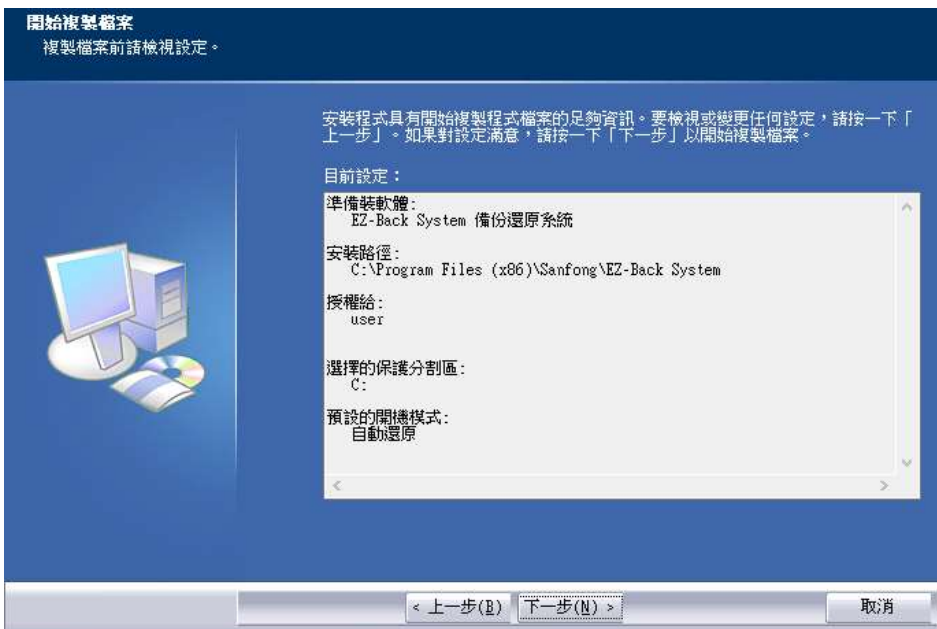 開始複製檔案
複製檔案前請檢視設定。
安裝程式具有開始複製程式檔案的足夠資訊。要檢視或變更任何設定，請按一下「
上一步」。如果對設定滿意，請按一下「下一步」以開始複製檔案。
目前設定：
準備裝軟體:
EZ-Back System 備份還原系統
安裝路徑:
C:\Program Files (x86)\Sanfong\EZ-Back System
授權給:
user
選擇的保護分割區:
C:
預設的開機模式:
自動還原
< 上一步(B)
下一步(N) >
取消